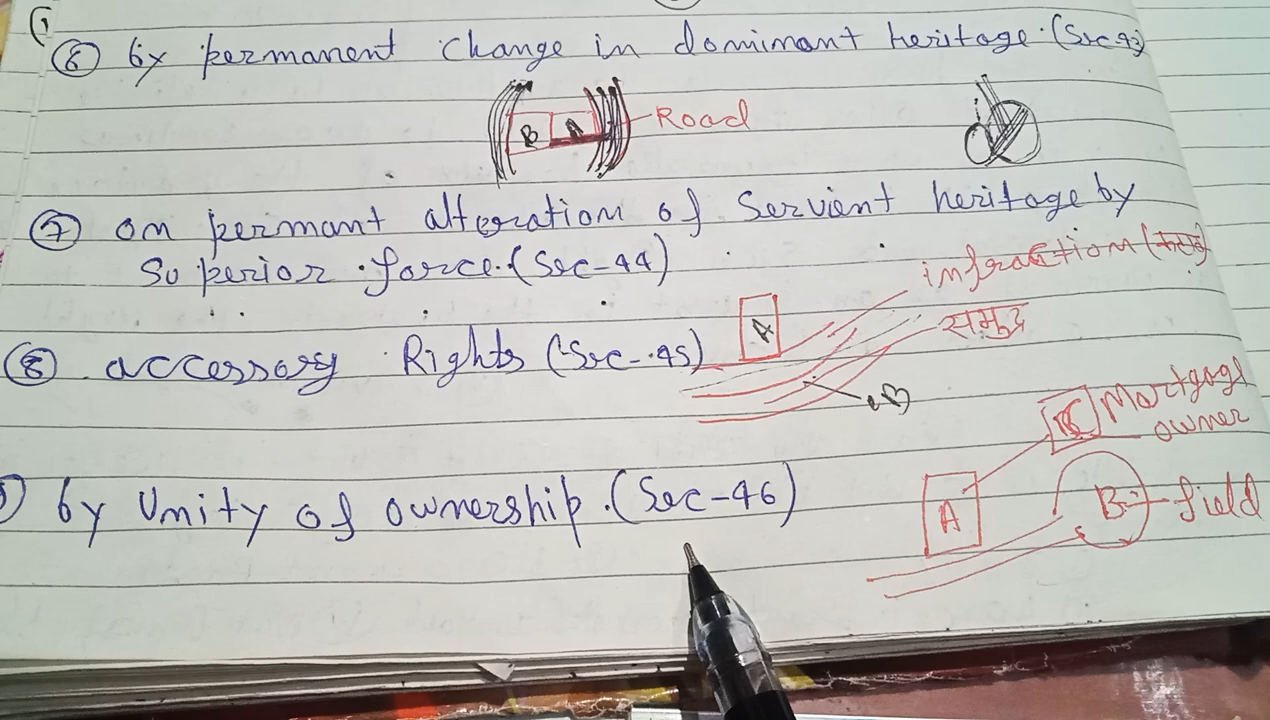 ⑥ by permanent change in dominant heritage.(Sec-43)
B A Road
⑦ on permant alteration of Servient heritage by
Superior force.(Sec-44)
infraction
A
समुद्र
⑧ accessory Rights (Sec-45)
B
Mortgage
owner
by Unity of ownership.(Sec-46)
A
B field